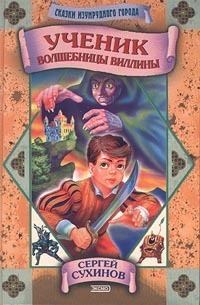 СКАЗКИ ИЗУМРУДНОГО ГОРОДА
УЧЕНИК
ВОЛШЕБНИЦЫ ВИЛЛИНЫ
СЕРГЕЙ
СУХИНОВ
ЭКСМО